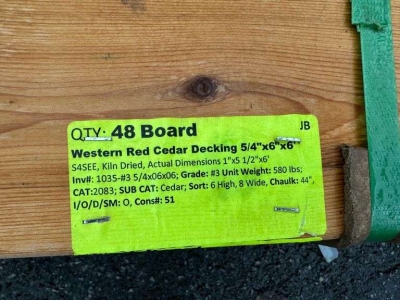 QTY: 48 Board JB
Western Red Cedar Decking 5/4"x6"x6'
S4SEE, Kiln Dried, Actual Dimensions 1"x5 1/2"x6'
Inv#: 1035-#3 5/4x06x06; Grade: #3 Unit Weight: 580 lbs;
CAT:2083; SUB CAT: Cedar; Sort: 6 High, 8 Wide, Chaulk: 44",
I/O/D/SM: O, Cons#: 51